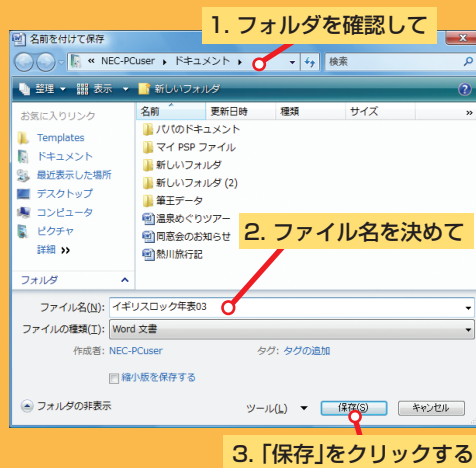 1. フォルダを確認して
名前を付けて保存
« NEC-PCuser ▸ ドキュメント ▸
検索
整理 ▼ 表示 ▼ 新しいフォルダ
お気に入りリンク
Templates
ドキュメント
最近表示した場所
デスクトップ
コンピュータ
ピクチャ
詳細 »
フォルダ
名前 更新日時 種類 サイズ »
パパのドキュメント
マイ PSP ファイル
新しいフォルダ
新しいフォルダ (2)
筆王データ
温泉めぐりツアー
同窓会のお知らせ
熱川旅行記
2. ファイル名を決めて
ファイル名(N): イギリスロック年表03
ファイルの種類(T): Word 文書
作成者: NEC-PCuser タグ: タグの追加
縮小版を保存する
フォルダの非表示 ツール(L) ▼ 保存(S) キャンセル
3.「保存」をクリックする